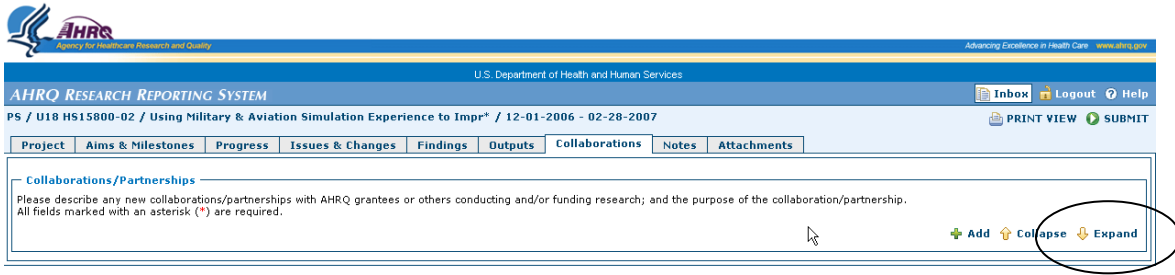 AHRQ
Agency for Healthcare Research and Quality
Advancing Excellence in Health Care www.ahrq.gov
U.S. Department of Health and Human Services
AHRQ RESEARCH REPORTING SYSTEM
Inbox Logout ? Help
PS / U18 HS15800-02 / Using Military & Aviation Simulation Experience to Impr* / 12-01-2006 - 02-28-2007
PRINT VIEW SUBMIT
Project Aims & Milestones Progress Issues & Changes Findings Outputs Collaborations Notes Attachments
Collaborations/Partnerships
Please describe any new collaborations/partnerships with AHRQ grantees or others conducting and/or funding research; and the purpose of the collaboration/partnership.
All fields marked with an asterisk (*) are required.
Add Collapse Expand